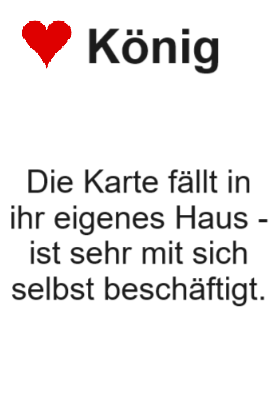 König
Die Karte fällt in
ihr eigenes Haus -
ist sehr mit sich
selbst beschäftigt.